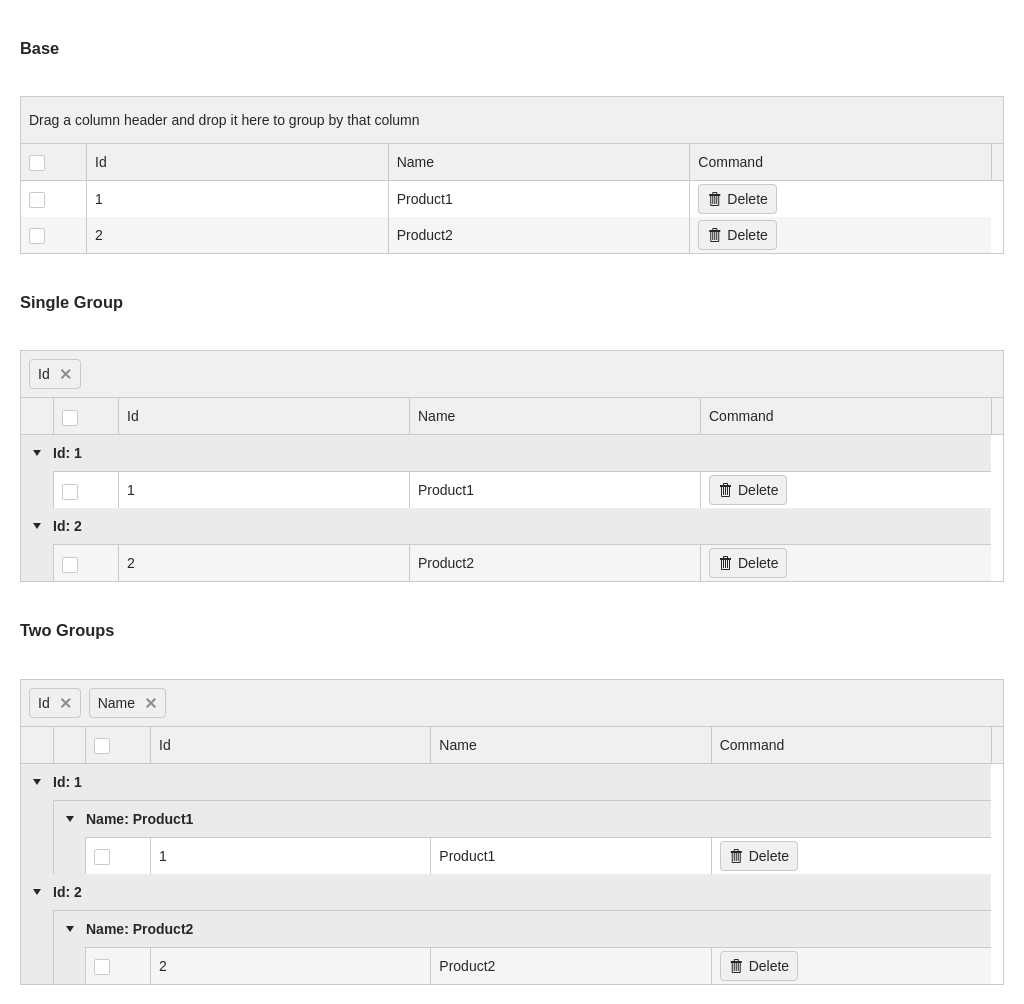 Base
Drag a column header and drop it here to group by that column
Id Name Command
1 Product1 Delete
2 Product2 Delete
Single Group
Id
Id Name Command
Id: 1
1 Product1 Delete
Id: 2
2 Product2 Delete
Two Groups
Id Name
Id Name Command
Id: 1
Name: Product1
1 Product1 Delete
Id: 2
Name: Product2
2 Product2 Delete